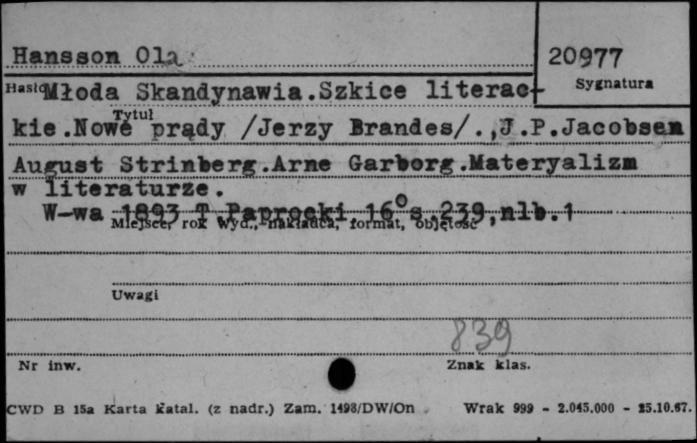 Hansson Ola
20977
Sygnatura
Hasło
Młoda Skandynawia.Szkice literac-
Tytuł
kie.Nowe prądy /Jerzy Brandes/.,J.P.Jacobsen
August Strinberg.Arne Garborg.Materyalizm
w literaturze.
W-wa 1893 T Paprocki 16° s.239,nlb.1
Miejsce, rok wyd., nakładca, format, objętość
Uwagi
839
Nr inw.
Znak klas.
CWD B 15a Karta katal. (z nadr.) Zam. 1498/DW/On
Wrak 999 - 2.045.000 - 25.10.67.